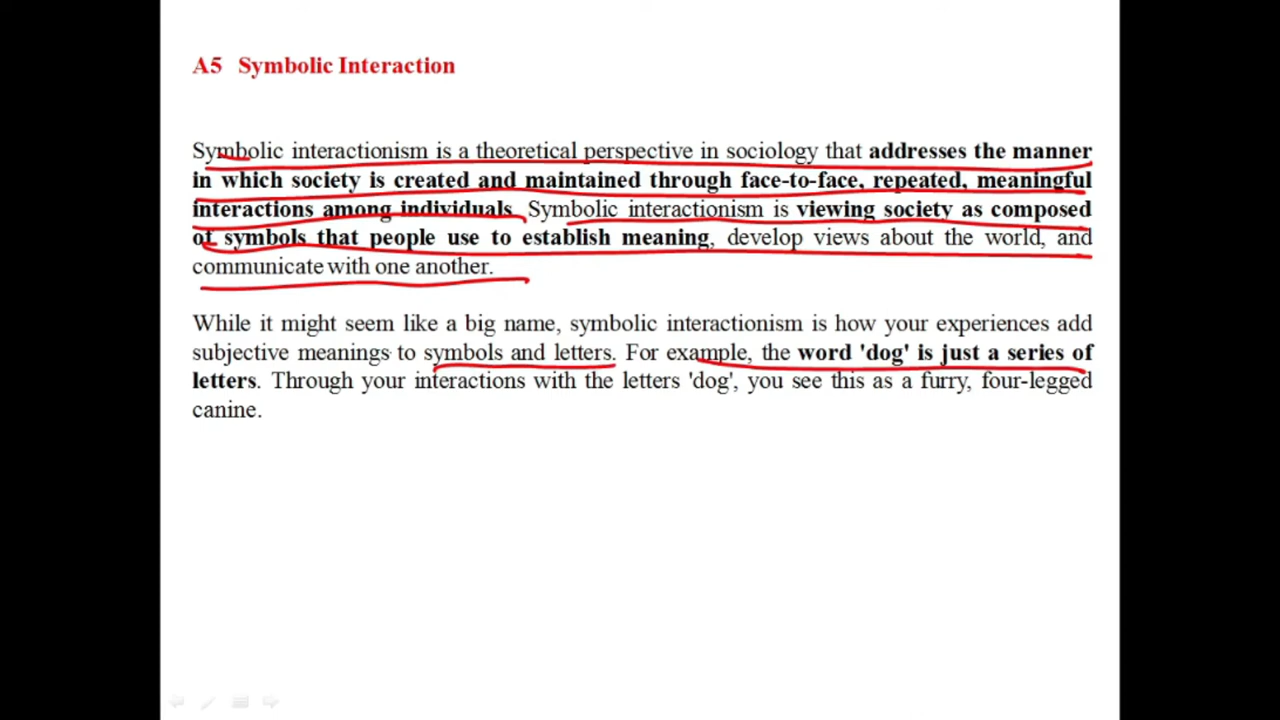 A5 Symbolic Interaction
Symbolic interactionism is a theoretical perspective in sociology that addresses the manner
in which society is created and maintained through face-to-face, repeated, meaningful
interactions among individuals. Symbolic interactionism is viewing society as composed
of symbols that people use to establish meaning, develop views about the world, and
communicate with one another.
While it might seem like a big name, symbolic interactionism is how your experiences add
subjective meanings to symbols and letters. For example, the word 'dog' is just a series of
letters. Through your interactions with the letters 'dog', you see this as a furry, four-legged
canine.